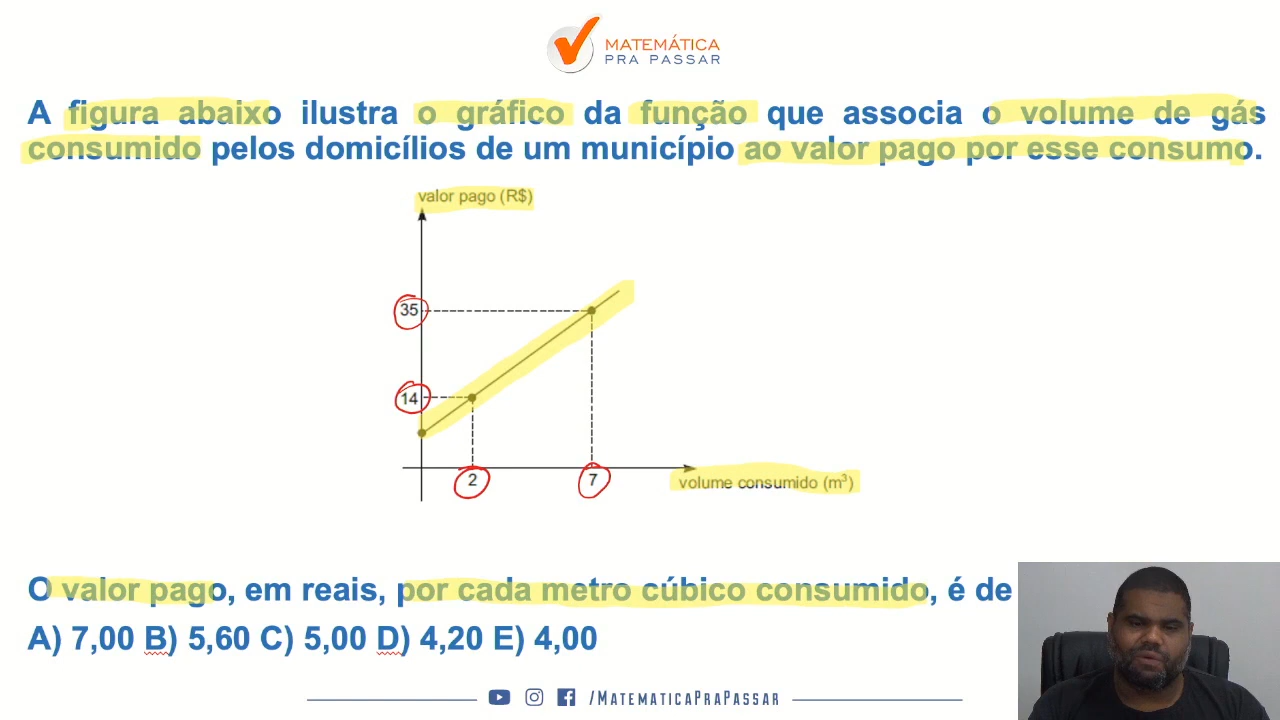 MATEMÁTICA
PRA PASSAR
A figura abaixo ilustra o gráfico da função que associa o volume de gás
consumido pelos domicílios de um município ao valor pago por esse consumo.
valor pago (R$)
35
14
2
7
volume consumido (m³)
O valor pago, em reais, por cada metro cúbico consumido, é de
A) 7,00 B) 5,60 C) 5,00 D) 4,20 E) 4,00
/MATEMATICAPRAPASSAR